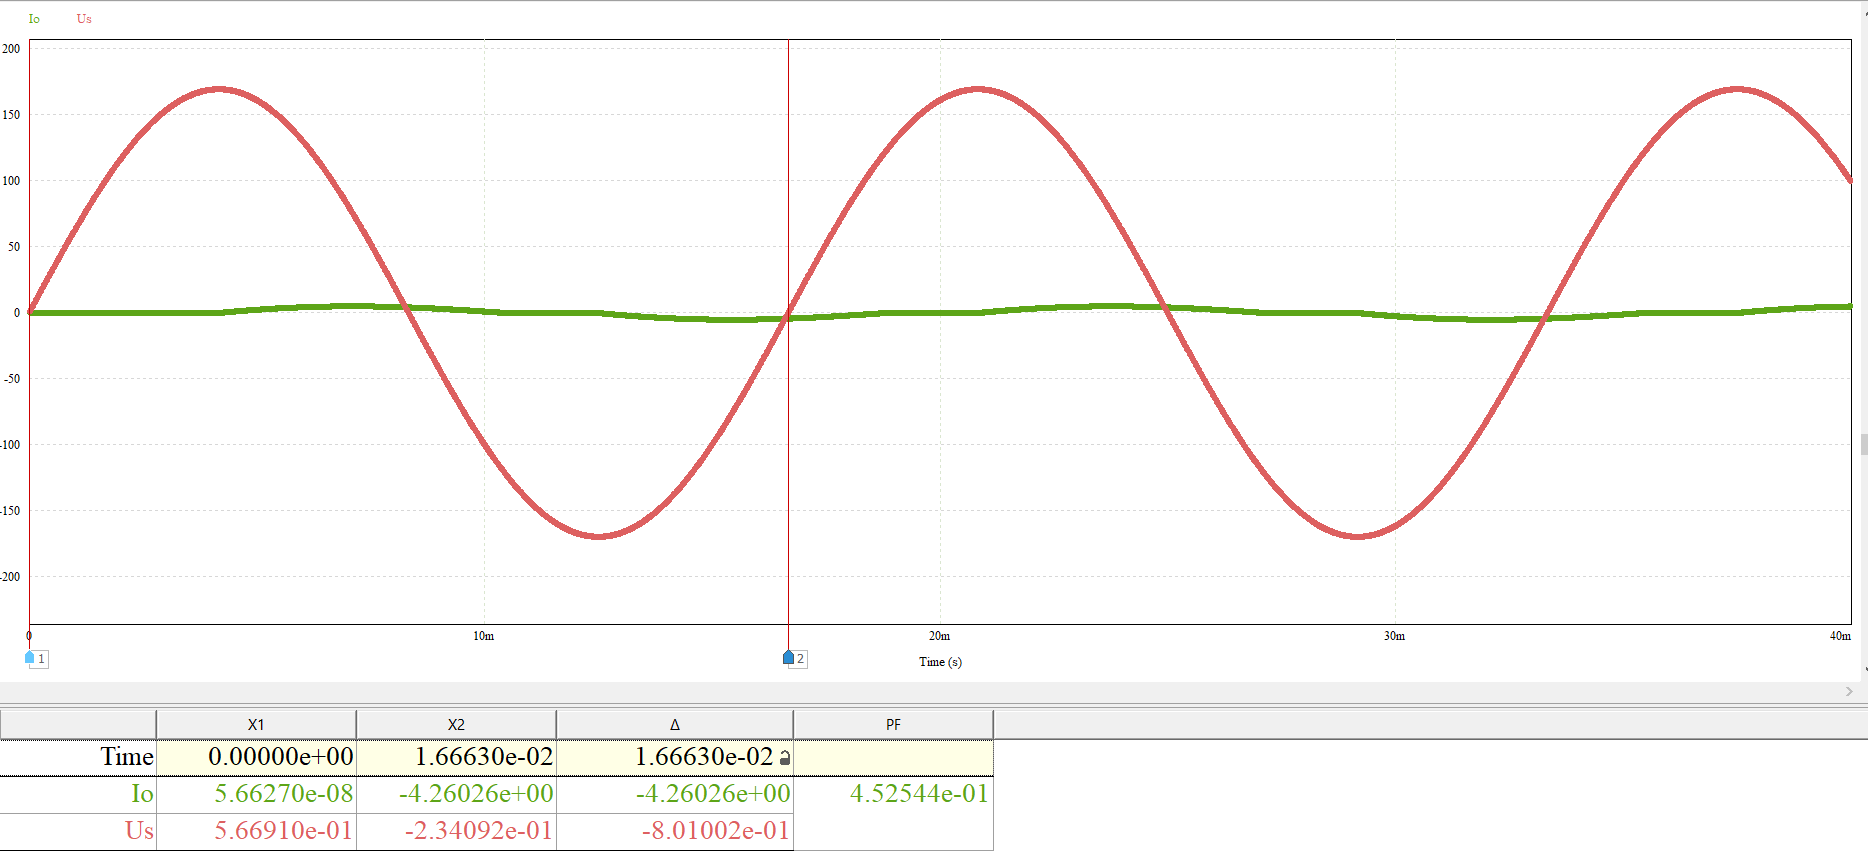 Io Us
200
150
100
50
0
-50
-100
-150
-200
0 10m 20m 30m 40m
1 2
Time (s)
X1 X2 Δ PF
Time 0.00000e+00 1.66630e-02 1.66630e-02
Io 5.66270e-08 -4.26026e+00 -4.26026e+00 4.52544e-01
Us 5.66910e-01 -2.34092e-01 -8.01002e-01